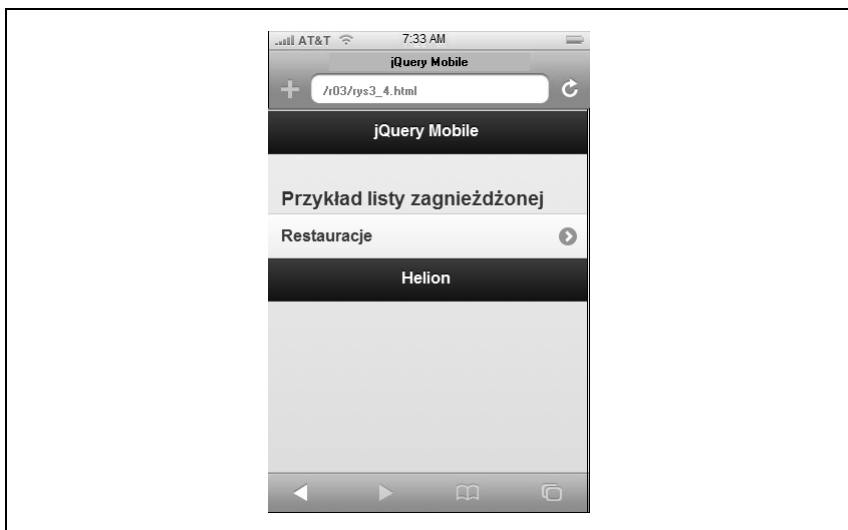 AT&T 7:33 AM
jQuery Mobile
/r03/rys3_4.html
jQuery Mobile
Przykład listy zagnieżdżonej
Restauracje
Helion